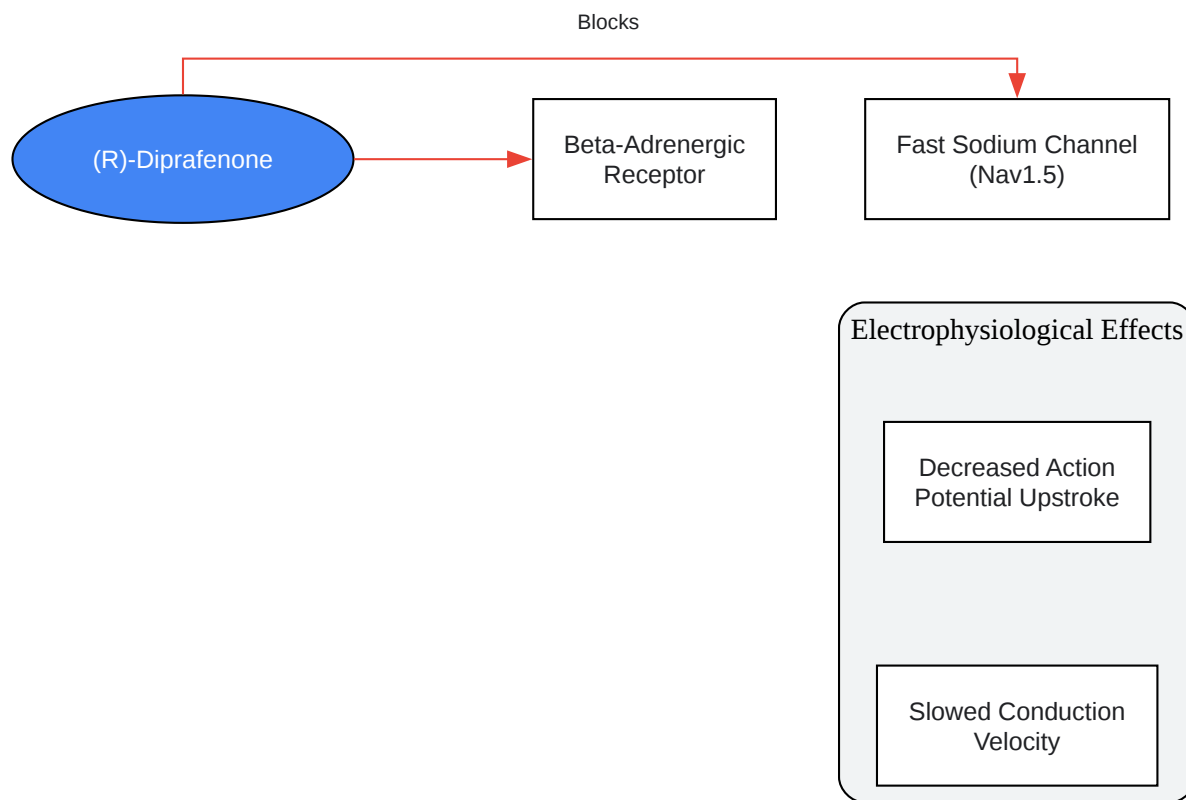 Blocks
(R)-Diprafenone
Beta-Adrenergic
Receptor
Fast Sodium Channel
(Nav1.5)
Electrophysiological Effects
Decreased Action
Potential Upstroke
Slowed Conduction
Velocity